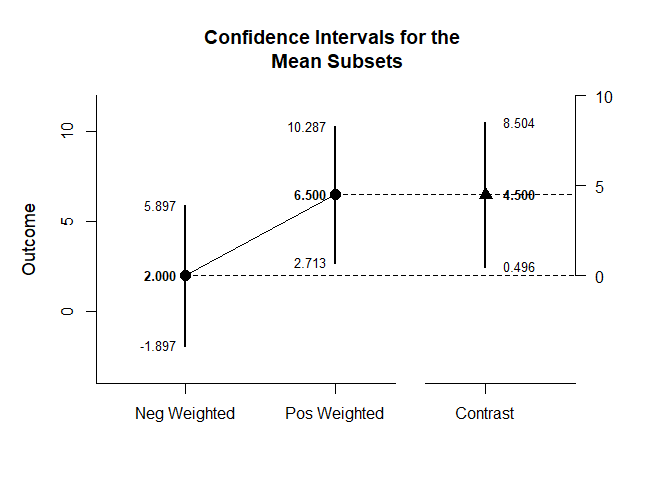 Confidence Intervals for the
Mean Subsets
10
10
10.287
8.504
5.897
6.500
4.500
5
5
Outcome
2.000
2.713
0.496
0
0
-1.897
Neg Weighted
Pos Weighted
Contrast